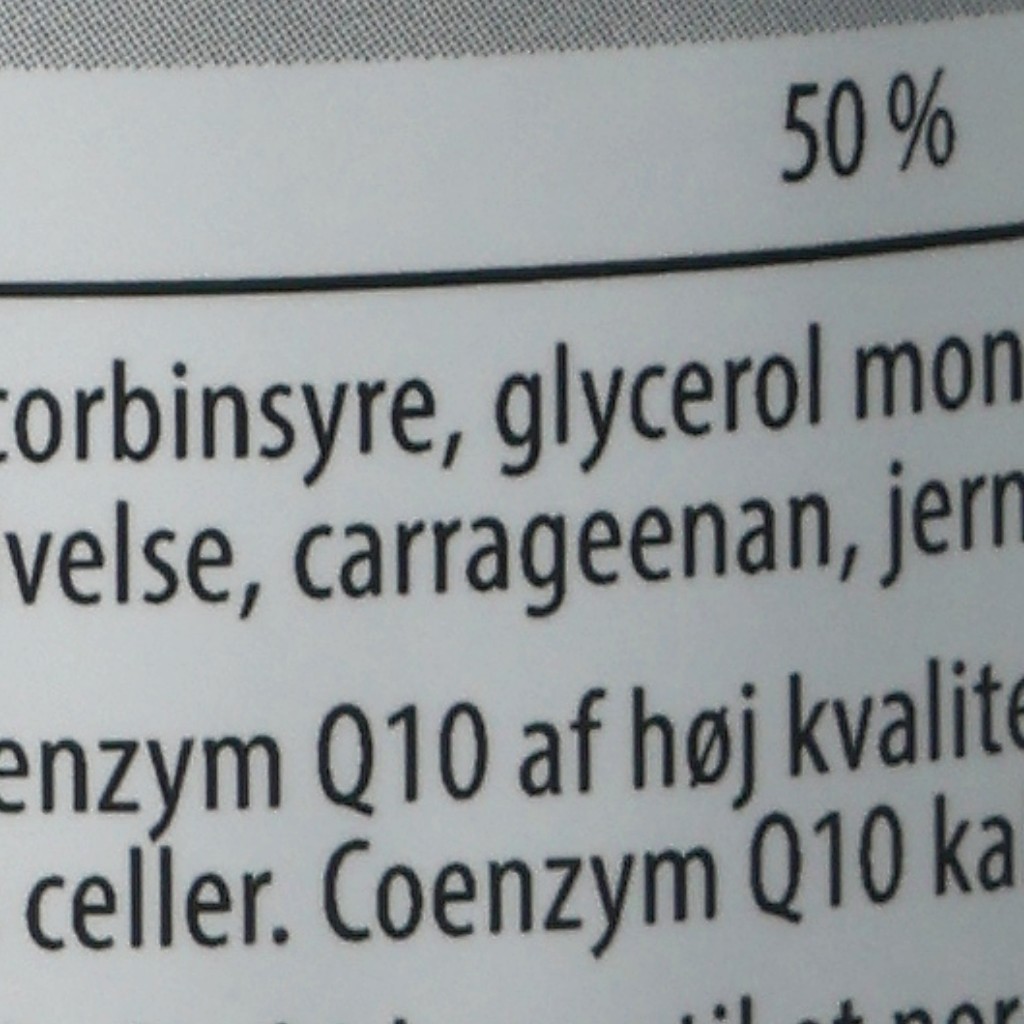 50 %
corbinsyre, glycerol mon
velse, carrageenan, jern
enzym Q10 af høj kvalite
celler. Coenzym Q10 ka